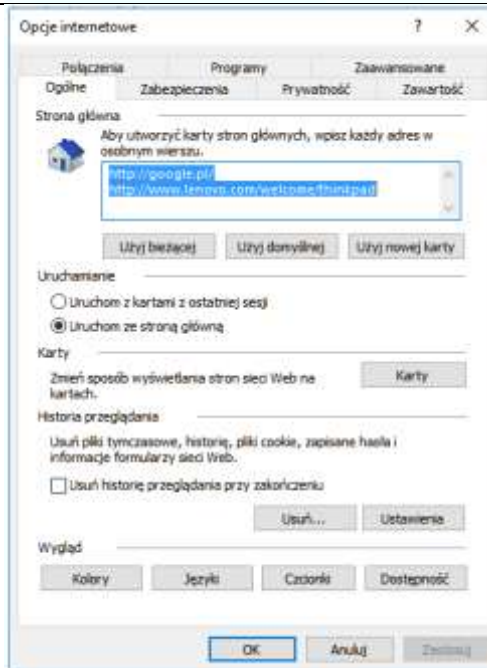 Opcje internetowe ? ×
Połączenia Programy Zaawansowane
Ogólne Zabezpieczenia Prywatność Zawartość
Strona główna
Aby utworzyć karty stron głównych, wpisz każdy adres w
osobnym wierszu.
http://google.pl/
http://www.lenovo.com/welcome/thinkpad
Użyj bieżącej Użyj domyślnej Użyj nowej karty
Uruchamianie
Uruchom z kartami z ostatniej sesji
Uruchom ze stroną główną
Karty
Zmień sposób wyświetlania stron sieci Web na Karty
kartach.
Historia przeglądania
Usuń pliki tymczasowe, historię, pliki cookie, zapisane hasła i
informacje formularzy sieci Web.
Usuń historię przeglądania przy zakończeniu
Usuń... Ustawienia
Wygląd
Kolory Języki Czcionki Dostępność
OK Anuluj Zastosuj